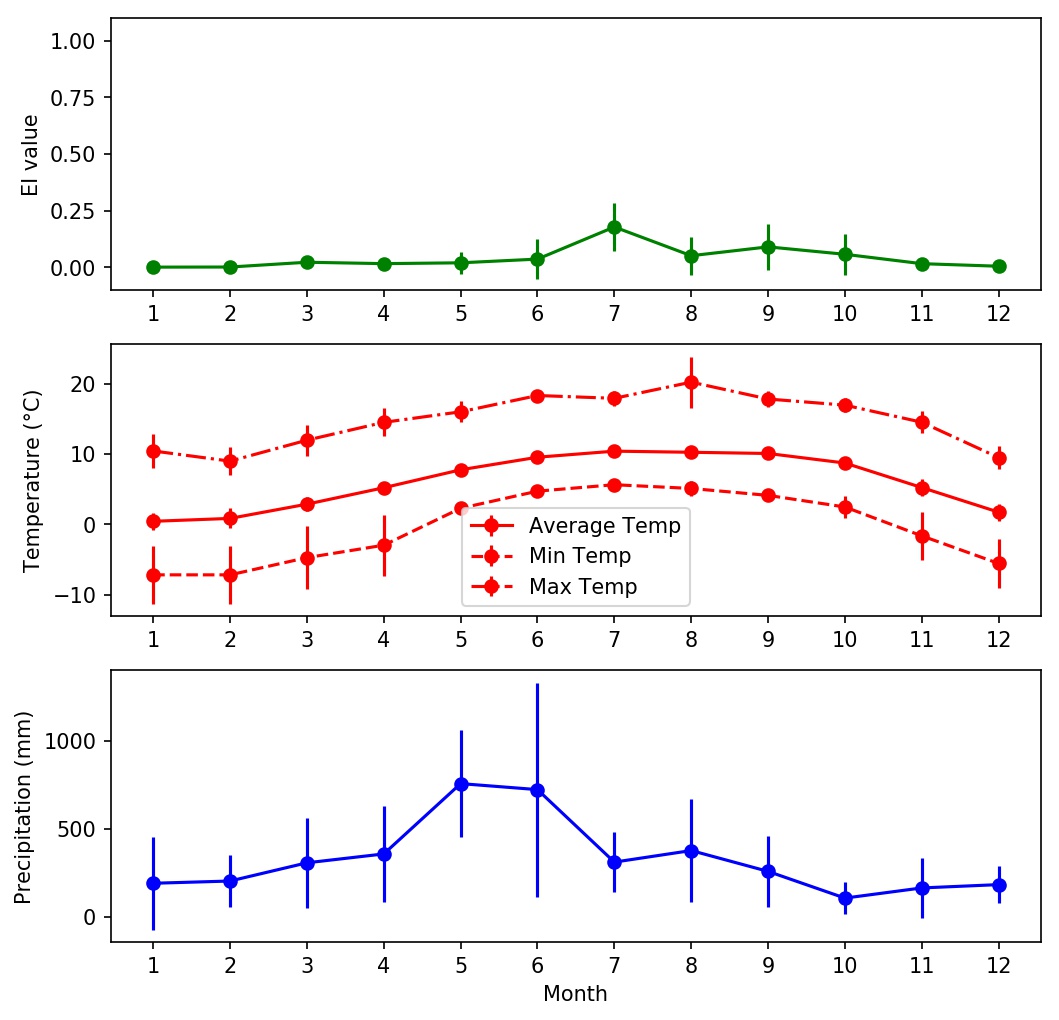 EI value
1.00
0.75
0.50
0.25
0.00
1 2 3 4 5 6 7 8 9 10 11 12
Temperature (°C)
20
10
0
−10
Average Temp
Min Temp
Max Temp
1 2 3 4 5 6 7 8 9 10 11 12
Precipitation (mm)
1000
500
0
1 2 3 4 5 6 7 8 9 10 11 12
Month